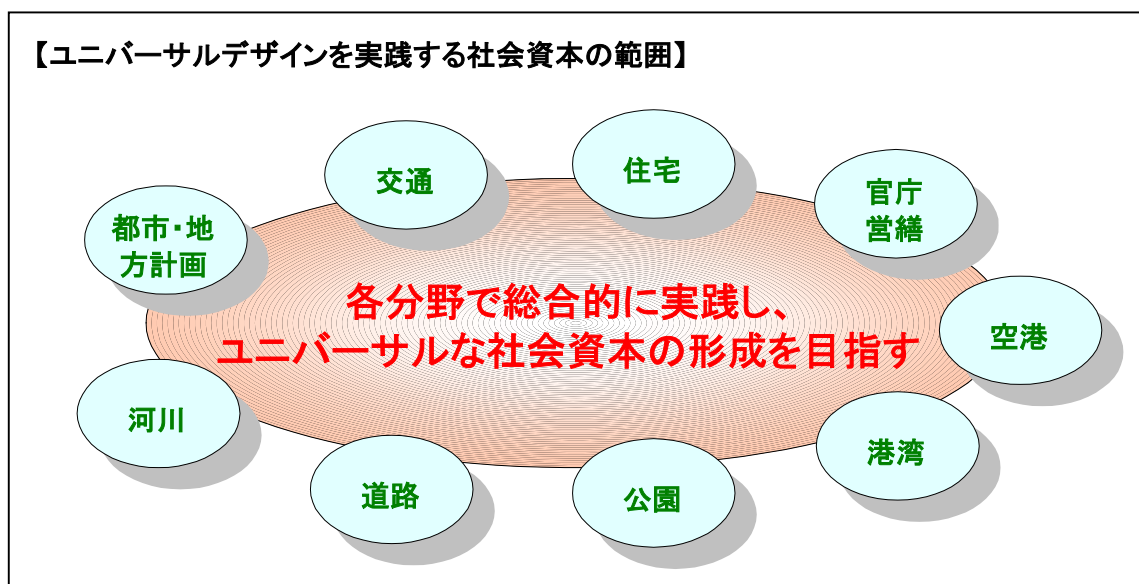 【ユニバーサルデザインを実践する社会資本の範囲】
交通
住宅
官庁
営繕
都市・地
方計画
各分野で総合的に実践し、
ユニバーサルな社会資本の形成を目指す
空港
河川
港湾
道路
公園